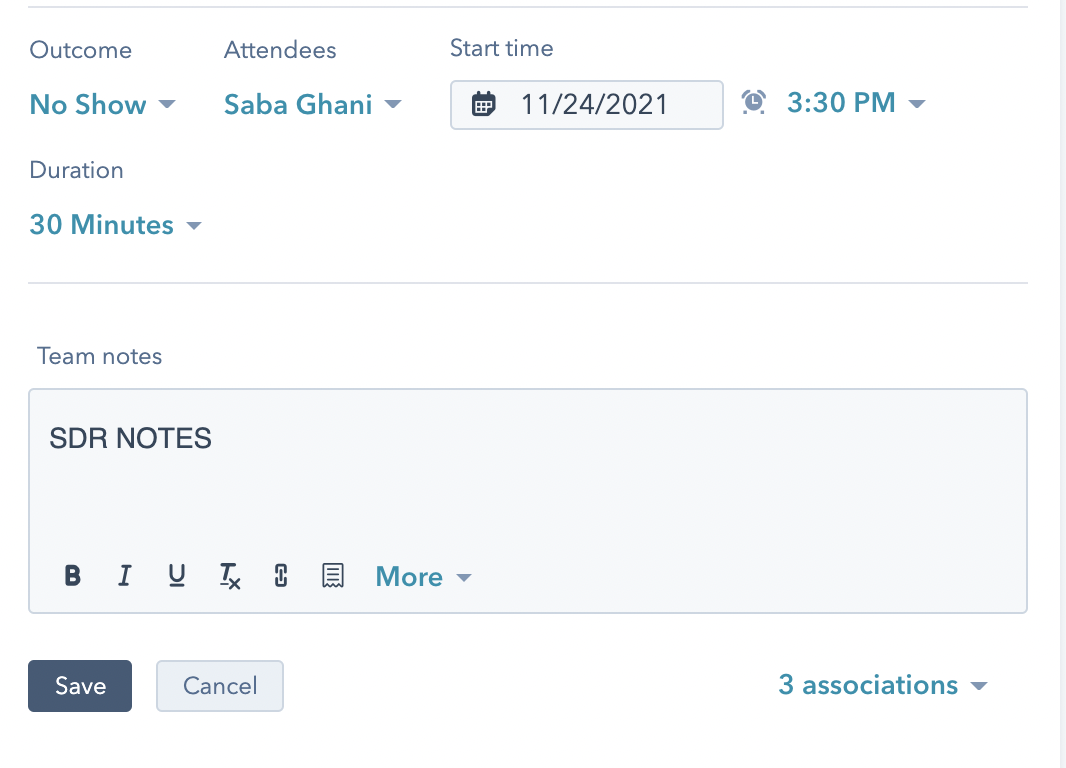 Outcome Attendees Start time
No Show Saba Ghani 11/24/2021 3:30 PM
Duration
30 Minutes
Team notes
SDR NOTES
B I U Tx More
Save Cancel 3 associations